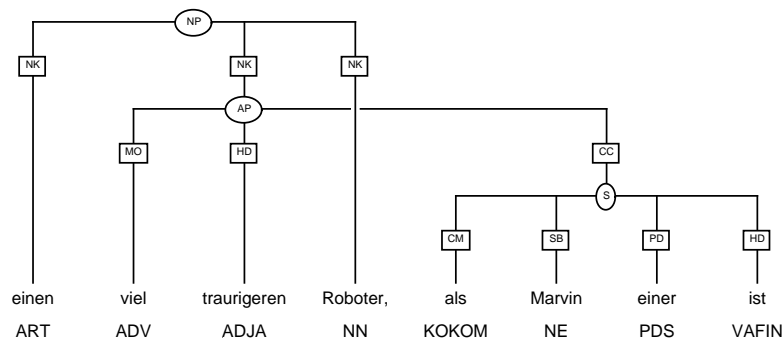 NP
NK NK NK
AP
MO HD CC
S
CM SB PD HD
einen viel traurigeren Roboter, als Marvin einer ist
ART ADV ADJA NN KOKOM NE PDS VAFIN